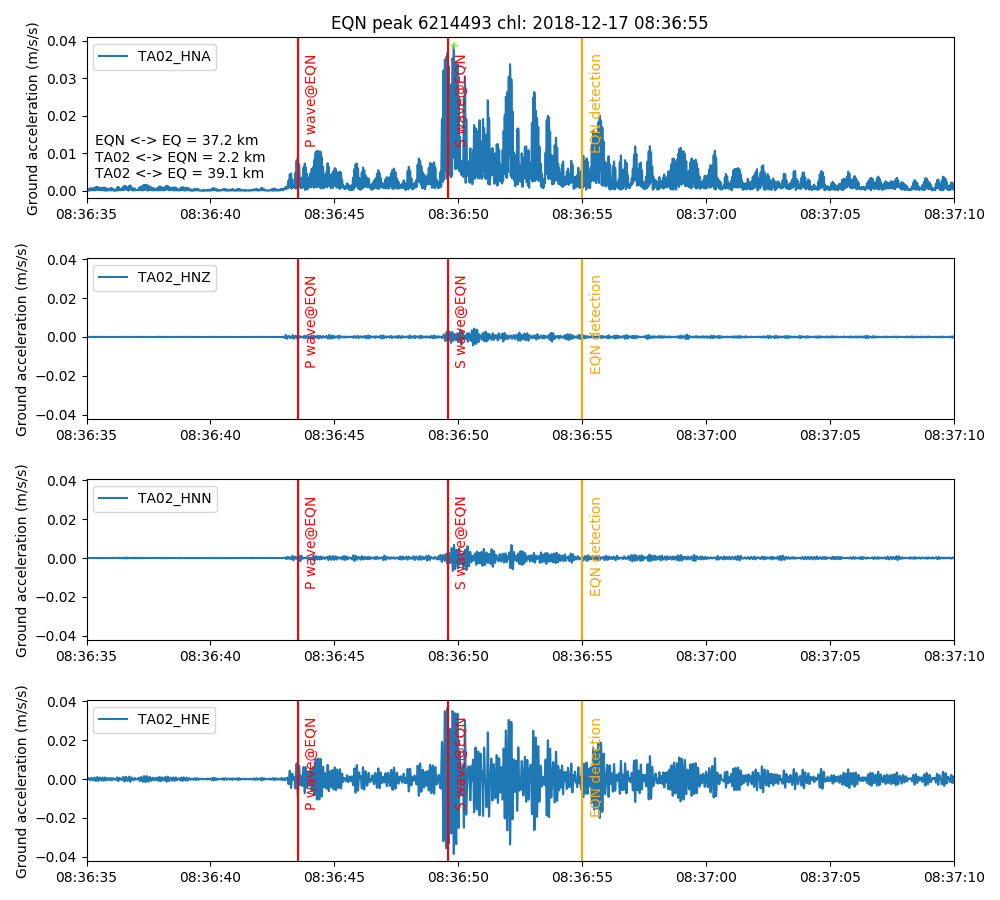 EQN peak 6214493 chl: 2018-12-17 08:36:55
Ground acceleration (m/s/s)
0.04
0.03
0.02
0.01
0.00
TA02_HNA
EQN <-> EQ = 37.2 km
TA02 <-> EQN = 2.2 km
TA02 <-> EQ = 39.1 km
P wave@EQN
S wave@EQN
EQN detection
08:36:35 08:36:40 08:36:45 08:36:50 08:36:55 08:37:00 08:37:05 08:37:10
Ground acceleration (m/s/s)
0.04
0.02
0.00
−0.02
−0.04
TA02_HNZ
P wave@EQN
S wave@EQN
EQN detection
08:36:35 08:36:40 08:36:45 08:36:50 08:36:55 08:37:00 08:37:05 08:37:10
Ground acceleration (m/s/s)
0.04
0.02
0.00
−0.02
−0.04
TA02_HNN
P wave@EQN
S wave@EQN
EQN detection
08:36:35 08:36:40 08:36:45 08:36:50 08:36:55 08:37:00 08:37:05 08:37:10
Ground acceleration (m/s/s)
0.04
0.02
0.00
−0.02
−0.04
TA02_HNE
P wave@EQN
S wave@EQN
EQN detection
08:36:35 08:36:40 08:36:45 08:36:50 08:36:55 08:37:00 08:37:05 08:37:10